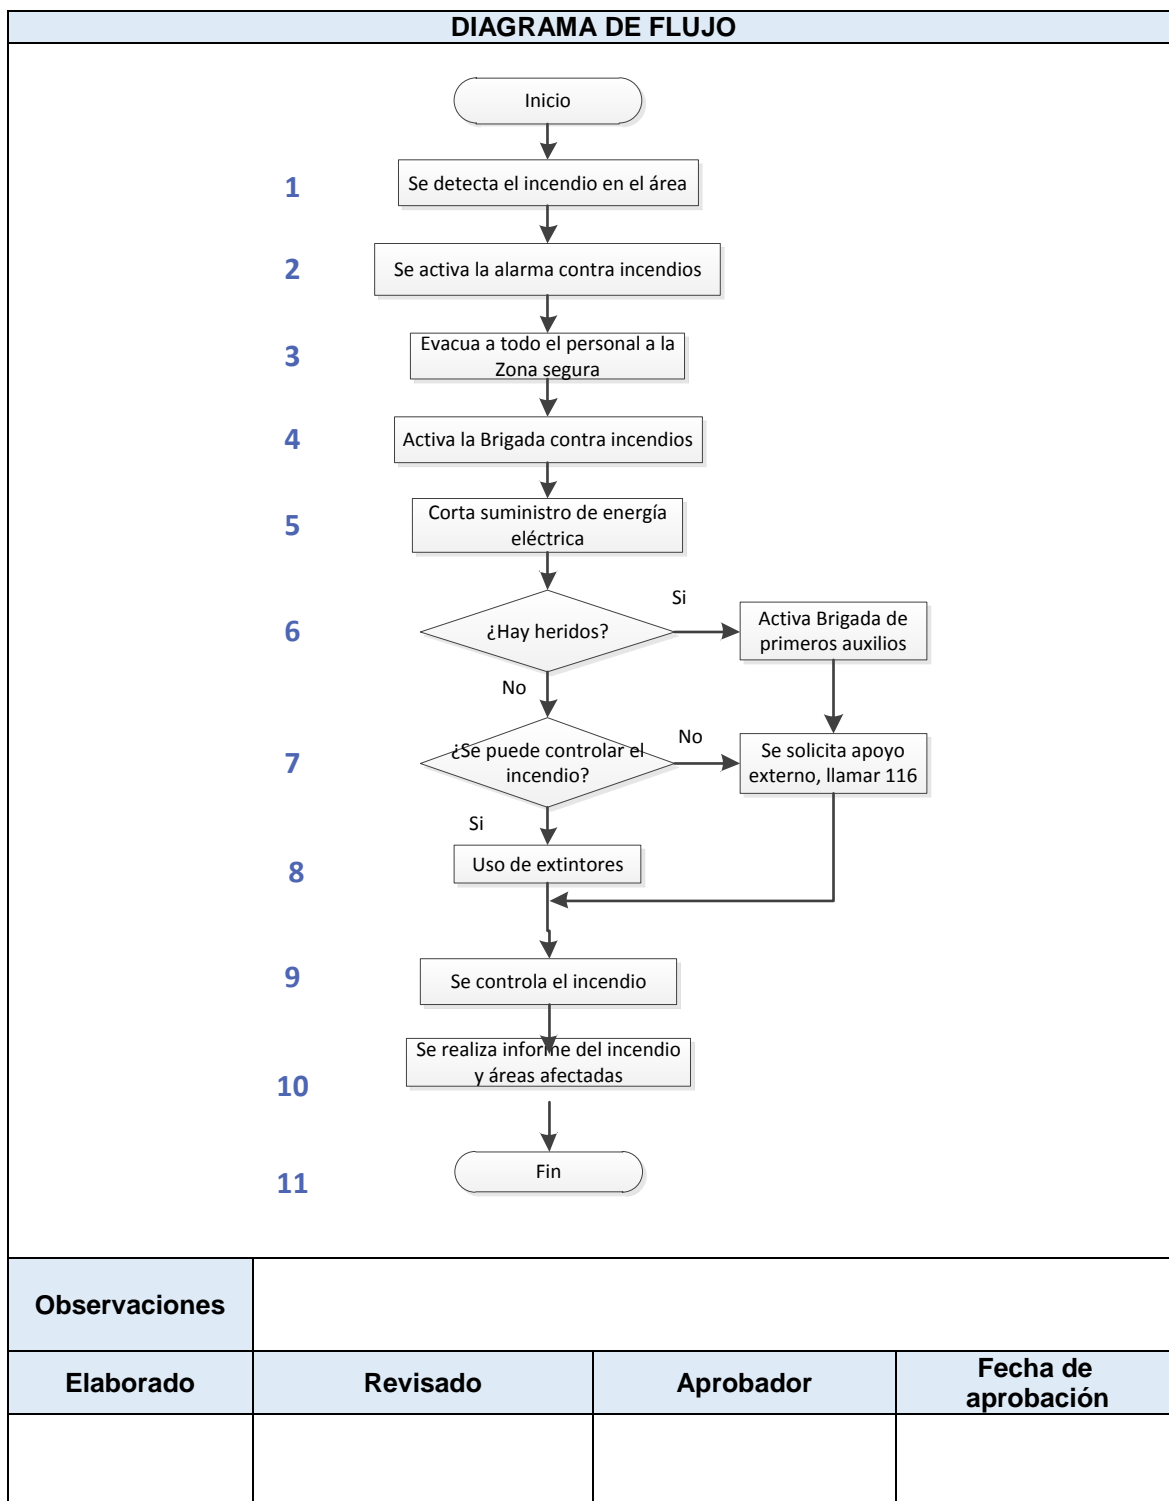 DIAGRAMA DE FLUJO
Inicio
1
Se detecta el incendio en el área
2
Se activa la alarma contra incendios
3
Evacua a todo el personal a la
Zona segura
4
Activa la Brigada contra incendios
5
Corta suministro de energía
eléctrica
6
¿Hay heridos?
Si
Activa Brigada de
primeros auxilios
No
7
¿Se puede controlar el
incendio?
No
Se solicita apoyo
externo, llamar 116
Si
8
Uso de extintores
9
Se controla el incendio
10
Se realiza informe del incendio
y áreas afectadas
11
Fin
Observaciones
Elaborado
Revisado
Aprobador
Fecha de
aprobación